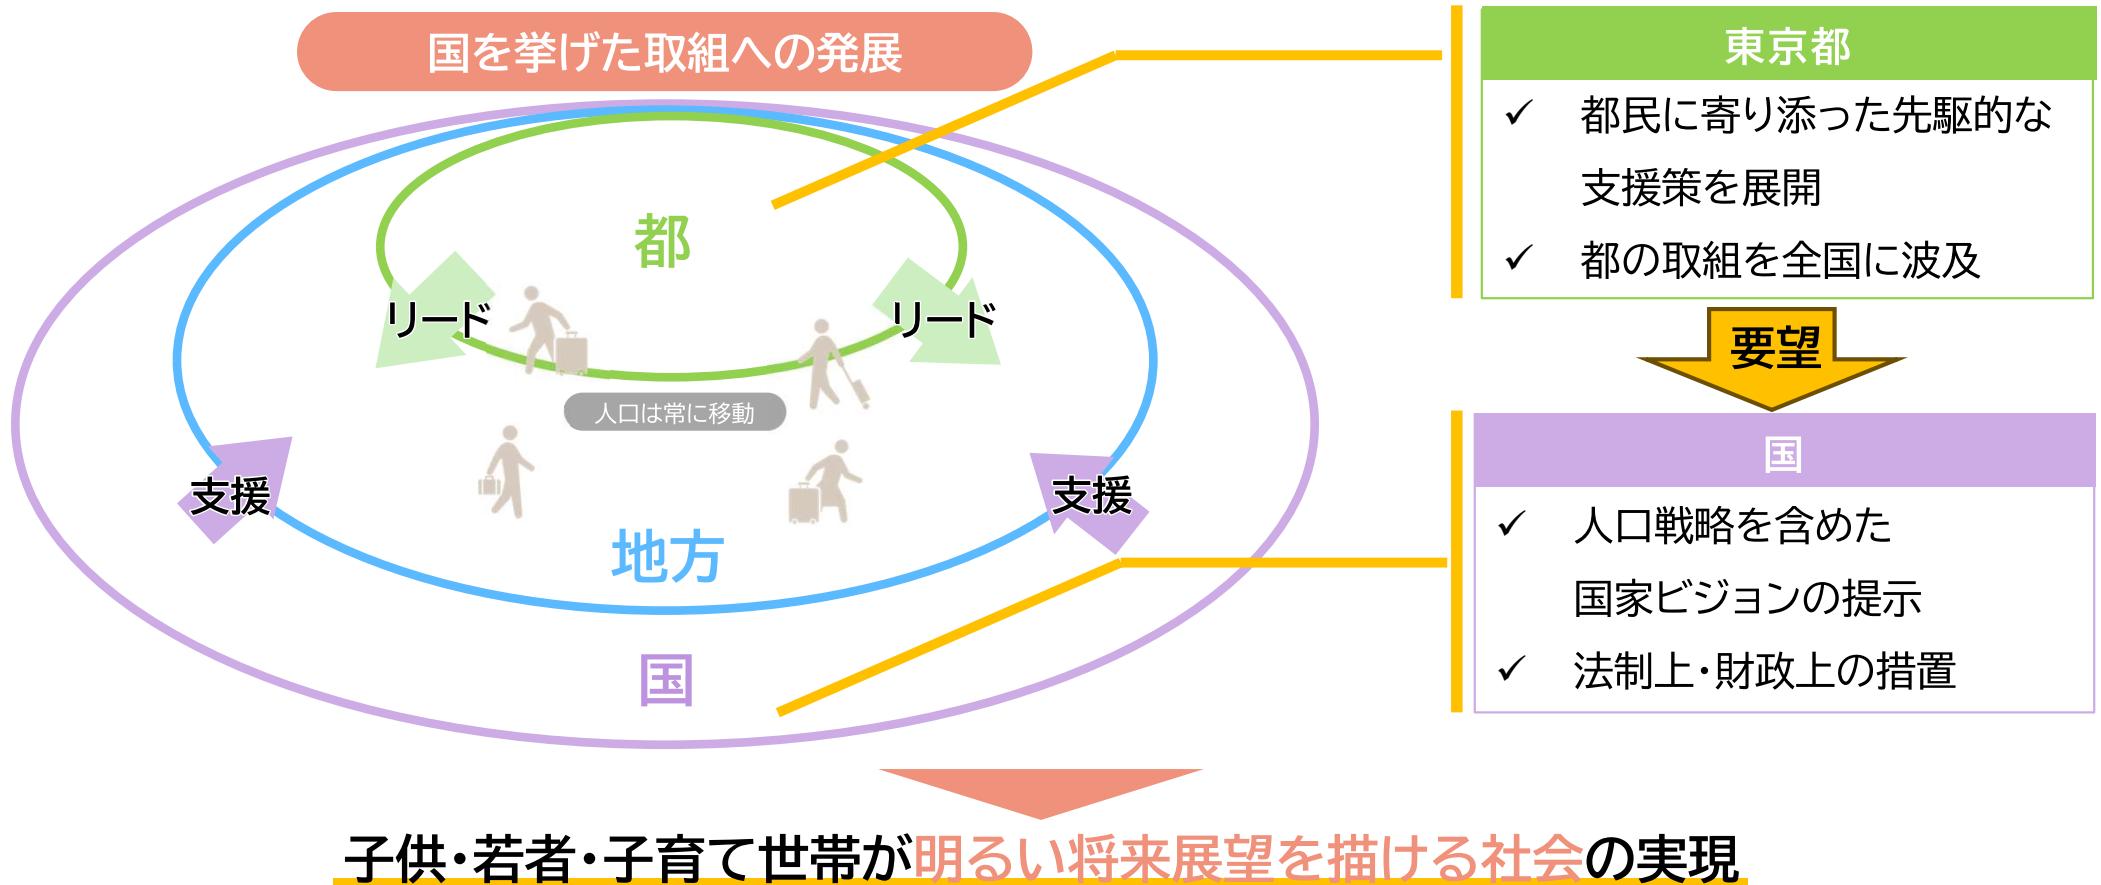 国を挙げた取組への発展
都
リード
リード
人口は常に移動
支援
支援
地方
国
東京都
✓ 都民に寄り添った先駆的な
支援策を展開
✓ 都の取組を全国に波及
要望
国
✓ 人口戦略を含めた
国家ビジョンの提示
✓ 法制上・財政上の措置
子供・若者・子育て世帯が明るい将来展望を描ける社会の実現